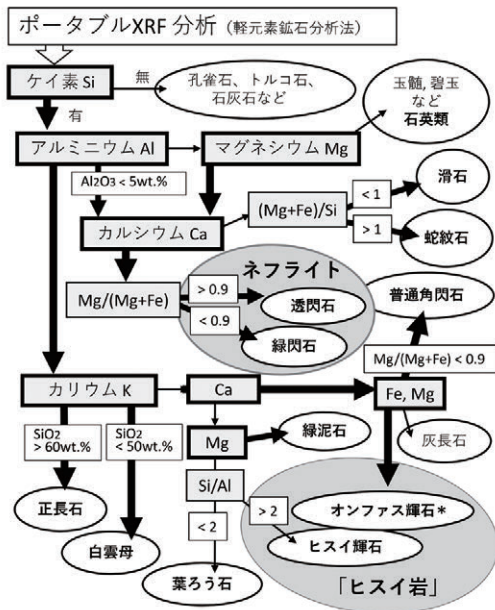 ポータブルXRF 分析（軽元素鉱石分析法）
ケイ素 Si
無
孔雀石、トルコ石、
石灰石など
玉髄, 碧玉
など
石英類
有
アルミニウム Al
マグネシウム Mg
Al₂O₃ < 5wt.%
滑石
< 1
(Mg+Fe)/Si
> 1
カルシウム Ca
蛇紋石
ネフライト
普通角閃石
Mg/(Mg+Fe)
> 0.9
透閃石
< 0.9
緑閃石
Mg/(Mg+Fe) < 0.9
カリウム K
Ca
Fe, Mg
SiO₂
> 60wt.%
SiO₂
< 50wt.%
Mg
緑泥石
灰長石
Si/Al
正長石
> 2
オンファス輝石*
< 2
白雲母
ヒスイ輝石
葉ろう石
「ヒスイ岩」